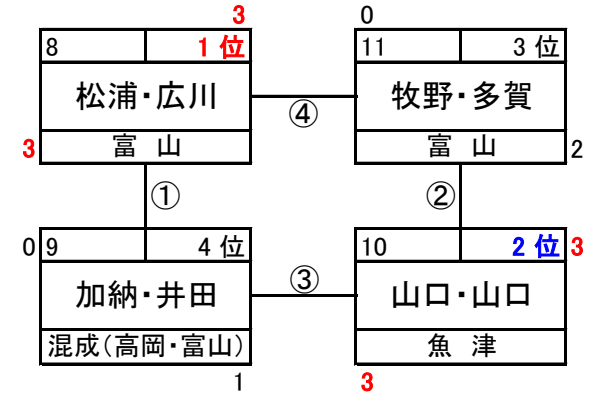 3 0
8 1位 11 3位
松浦・広川 ④ 牧野・多賀
3 富 山 富 山 2
① ②
0 9 4位 10 2位 3
加納・井田 ③ 山口・山口
混成(高岡・富山) 魚 津
1 3